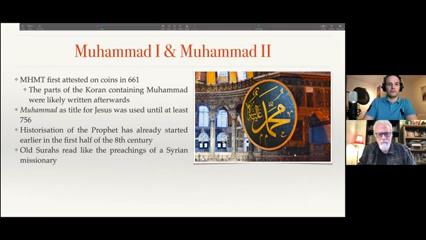 Muhammad I & Muhammad II
MHMT first attested on coins in 661
The parts of the Koran containing Muhammad
were likely written afterwards
Muhammad as title for Jesus was used until at least
756
Historisation of the Prophet has already started
earlier in the first half of the 8th century
Old Surahs read like the preachings of a Syrian
missionary
محمد